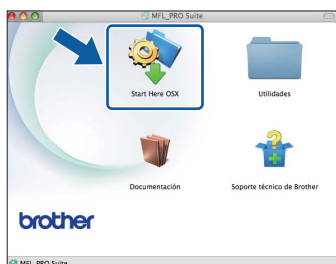 MFL_PRO Suite
Start Here OSX
Utilidades
Documentación
Soporte técnico de Brother
brother
MFL_PRO Suite